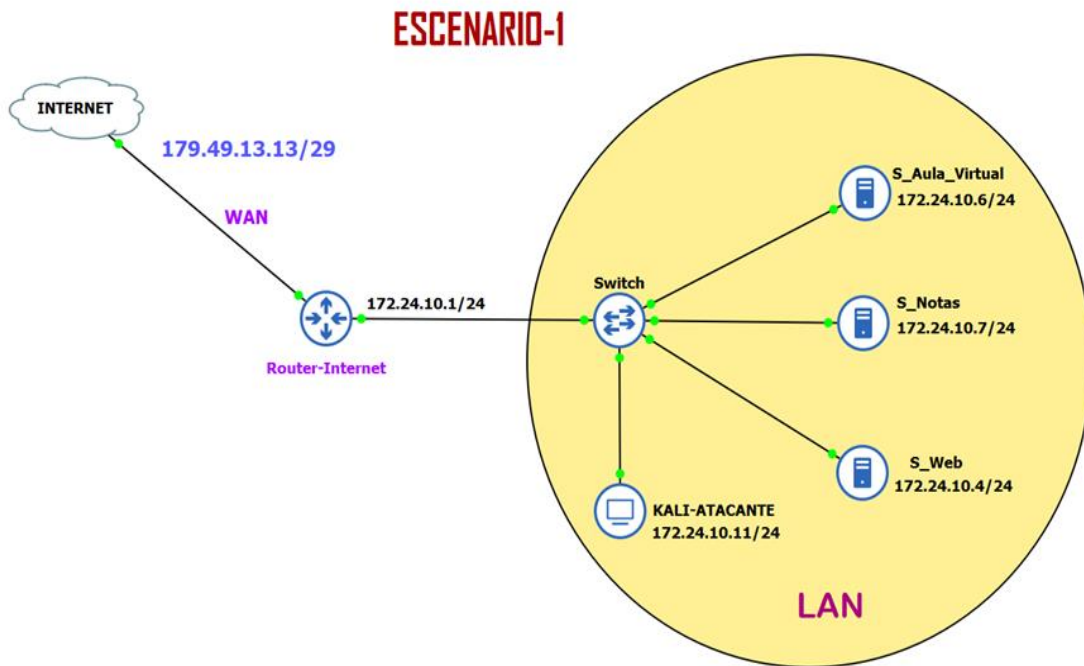 ESCENARIO-1
INTERNET
179.49.13.13/29
WAN
172.24.10.1/24
Router-Internet
Switch
S_Aula_Virtual
172.24.10.6/24
S_Notas
172.24.10.7/24
S_Web
172.24.10.4/24
KALI-ATACANTE
172.24.10.11/24
LAN